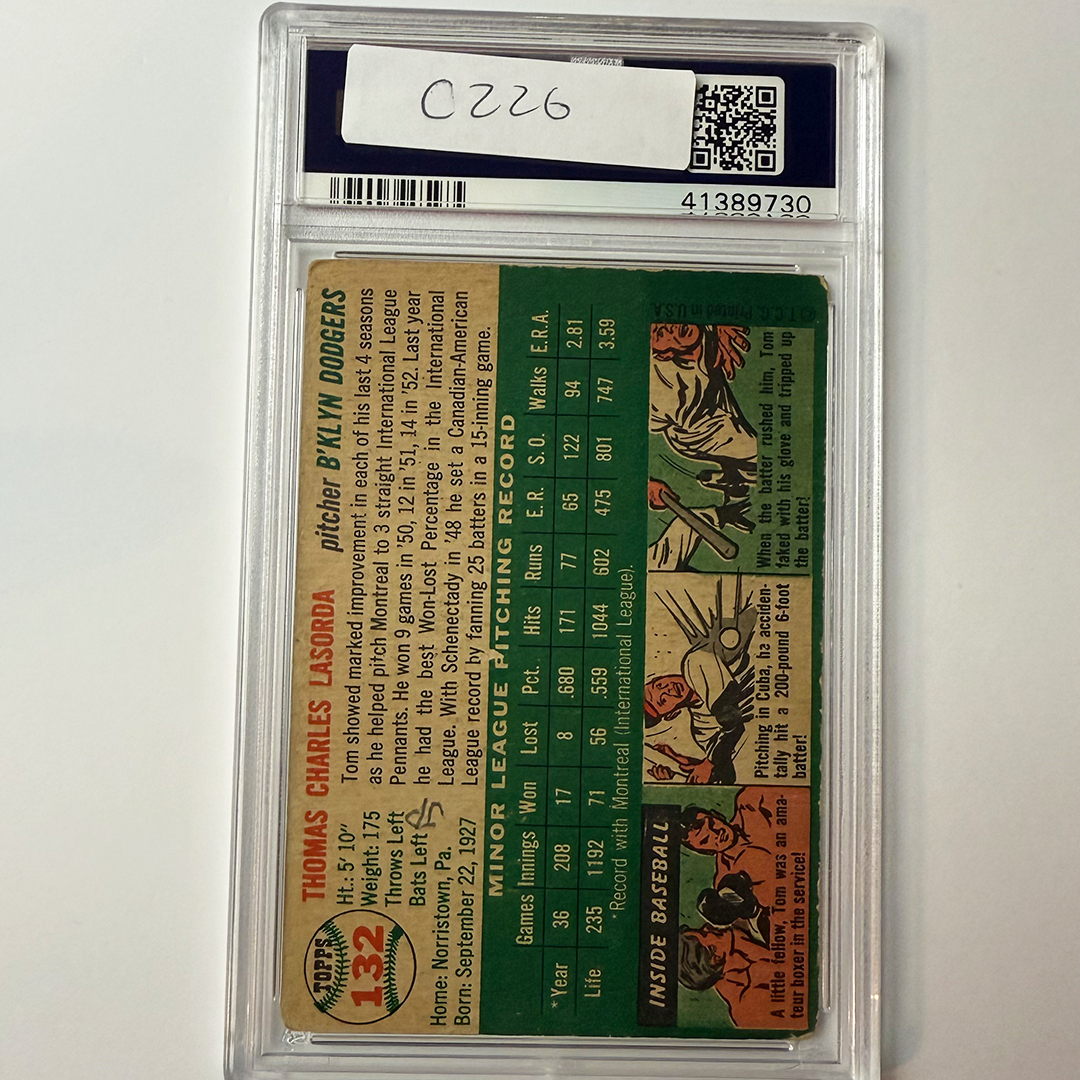 C226
41389730
TOPPS
132
THOMAS CHARLES LASORDA
pitcher B'KLYN DODGERS
Ht.: 5' 10"
Weight: 175
Throws Left
Bats Left
Home: Norristown, Pa.
Born: September 22, 1927
Tom showed marked improvement in each of his last 4 seasons
as he helped pitch Montreal to 3 straight International League
Pennants. He won 9 games in '50, 12 in '51, 14 in '52. Last year
he had the best Won-Lost Percentage in the International
League. With Schenectady in '48 he set a Canadian-American
League record by fanning 25 batters in a 15-inning game.
MINOR LEAGUE PITCHING RECORD
Games Innings Won Lost Pct. Hits Runs E.R. S.O. Walks E.R.A.
*Year 36 208 17 8 .680 171 77 65 122 94 2.81
Life 235 1192 71 56 .559 1044 602 475 801 747 3.59
*Record with Montreal (International League).
INSIDE BASEBALL
A little fellow, Tom was an ama-
teur boxer in the service!
Pitching in Cuba, he acciden-
tally hit a 200-pound 6-foot
batter!
When the batter rushed him, Tom
faked with his glove and tripped up
the batter!
© T.C.G. Printed in U.S.A.